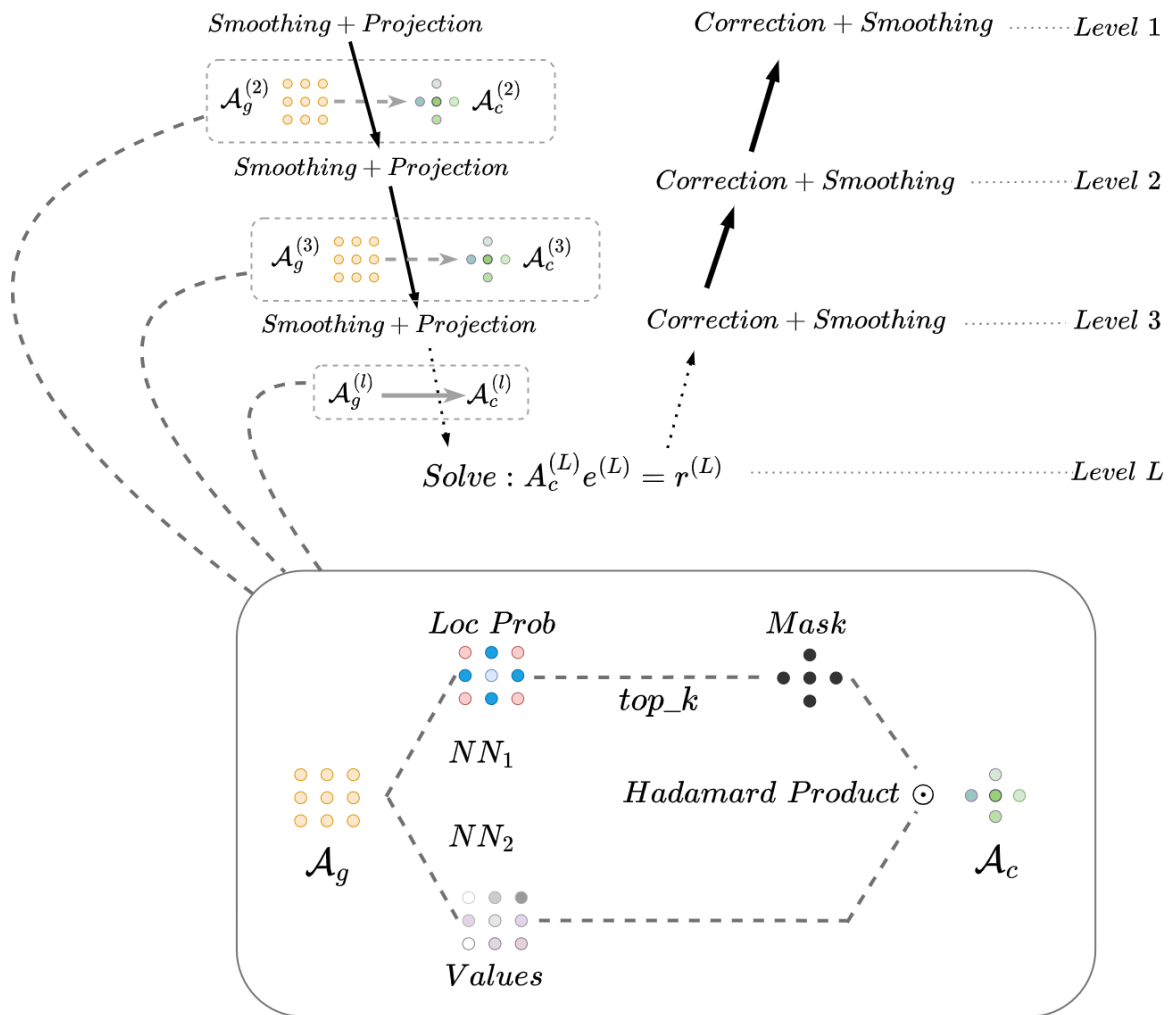 Smoothing + Projection
Correction + Smoothing
Level 1
𝒜_g^(2)
𝒜_c^(2)
Smoothing + Projection
Correction + Smoothing
Level 2
𝒜_g^(3)
𝒜_c^(3)
Smoothing + Projection
Correction + Smoothing
Level 3
𝒜_g^(l)
𝒜_c^(l)
Solve : A_c^(L) e^(L) = r^(L)
Level L
Loc Prob
Mask
top_k
NN₁
Hadamard Product ⊙
NN₂
𝒜_g
𝒜_c
Values